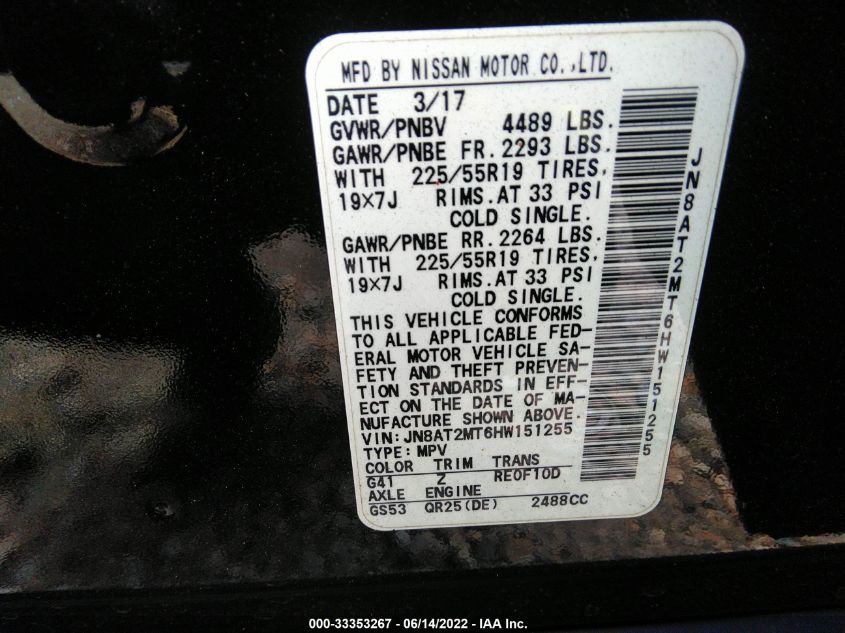 MFD BY NISSAN MOTOR CO.,LTD.
DATE 3/17
GVWR/PNBV 4489 LBS.
GAWR/PNBE FR. 2293 LBS.
WITH 225/55R19 TIRES,
19×7J RIMS.AT 33 PSI
COLD SINGLE.
GAWR/PNBE RR. 2264 LBS.
WITH 225/55R19 TIRES,
19×7J RIMS.AT 33 PSI
COLD SINGLE.
THIS VEHICLE CONFORMS
TO ALL APPLICABLE FED-
ERAL MOTOR VEHICLE SA-
FETY AND THEFT PREVEN-
TION STANDARDS IN EFF-
ECT ON THE DATE OF MA-
NUFACTURE SHOWN ABOVE.
VIN:JN8AT2MT6HW151255
TYPE:MPV
COLOR TRIM TRANS
G41 Z RE0F10D
AXLE ENGINE
GS53 QR25(DE) 2488CC
JN8AT2MT6HW151255
000-33353267 - 06/14/2022 - IAA Inc.